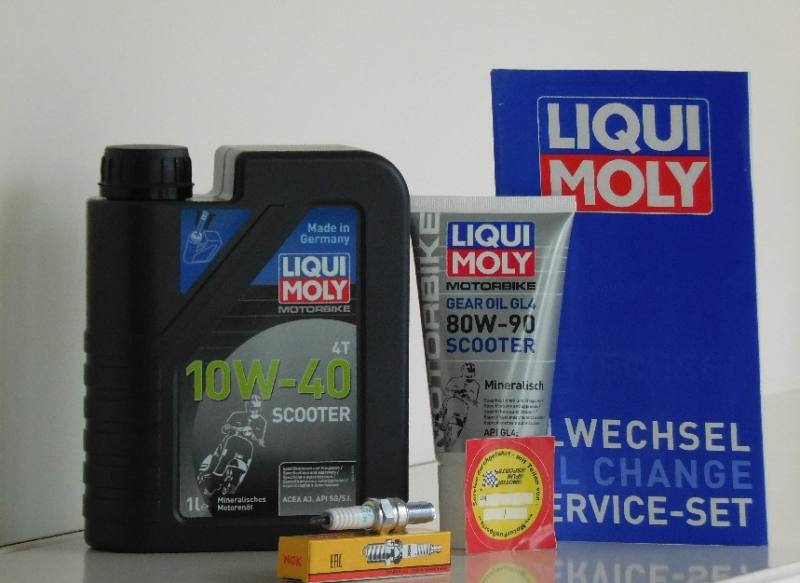 Made in
Germany
LIQUI
MOLY
MOTORBIKE
4T
10W-40
SCOOTER
ACEA A3, API SG/SJ,
Mineralisches
Motorenöl
1L
MOTORBIKE
LIQUI
MOLY
MOTORBIKE
GEAR OIL GL4
80W-90
SCOOTER
Mineralisch
API GL4;
LIQUI
MOLY
LWECHSEL
L CHANGE
ERVICE-SET
NGK
EAC